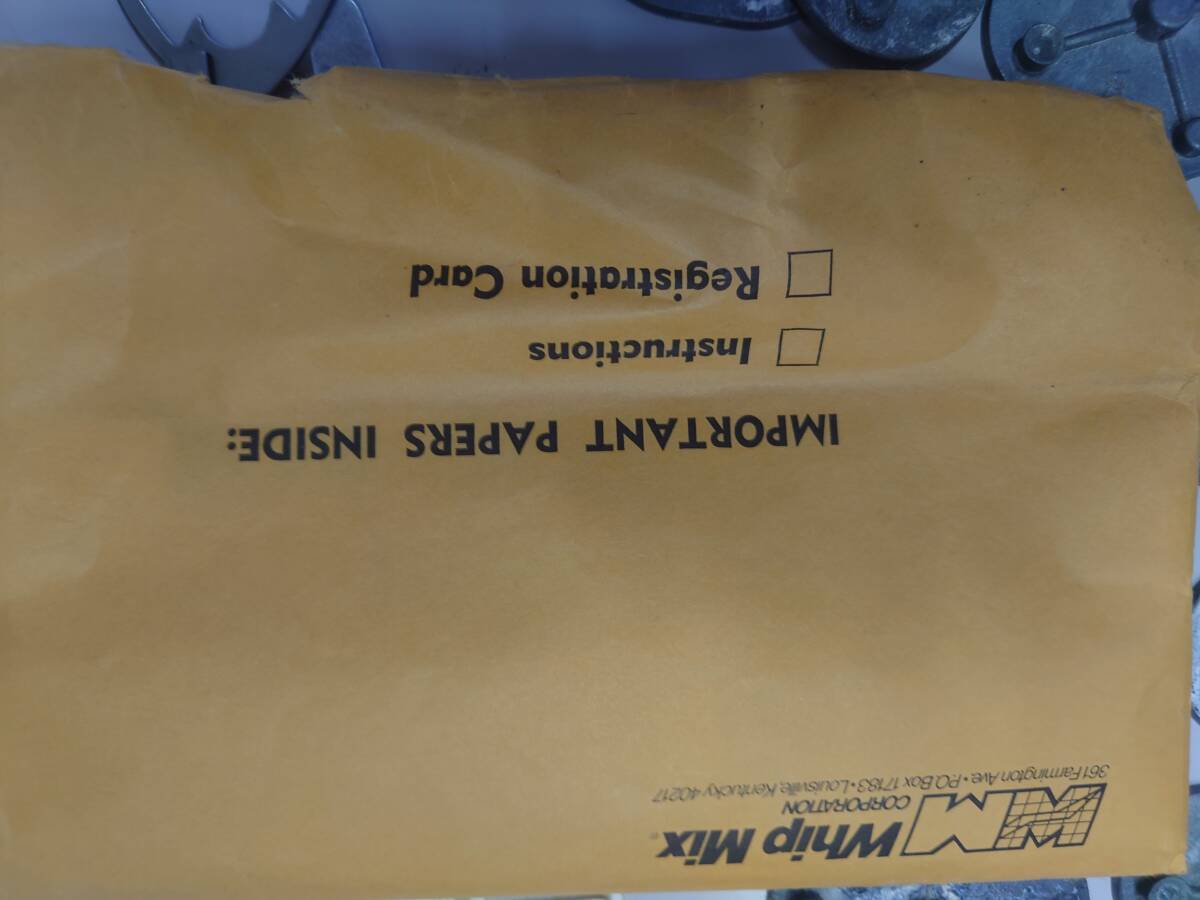 Whip Mix®
CORPORATION
361 Farmington Ave. • P.O. Box 17183 • Louisville, Kentucky 40217
IMPORTANT PAPERS INSIDE:
Instructions
Registration Card